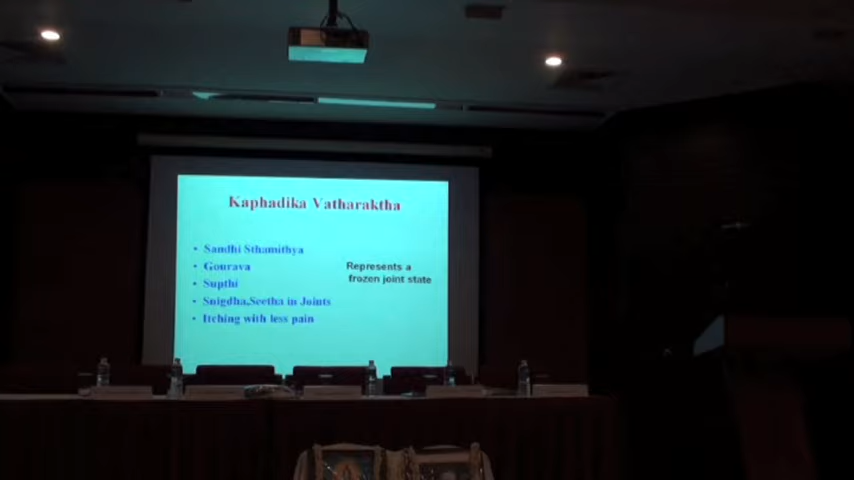 Kaphadika Vatharaktha
• Sandhi Sthamithya
• Gourava
• Supthi
• Snigdha,Seetha in Joints
• Itching with less pain
Represents a
frozen joint state